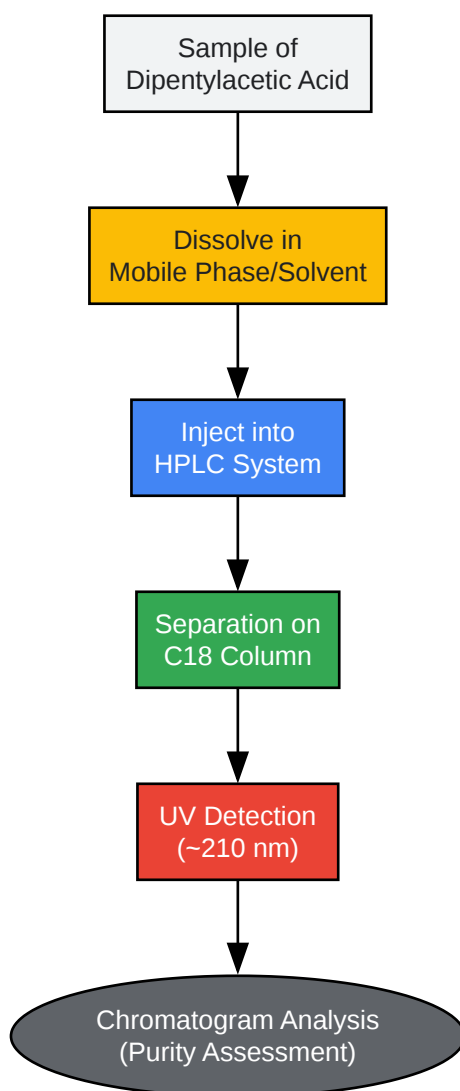 Sample of
Dipentylacetic Acid
Dissolve in
Mobile Phase/Solvent
Inject into
HPLC System
Separation on
C18 Column
UV Detection
(~210 nm)
Chromatogram Analysis
(Purity Assessment)